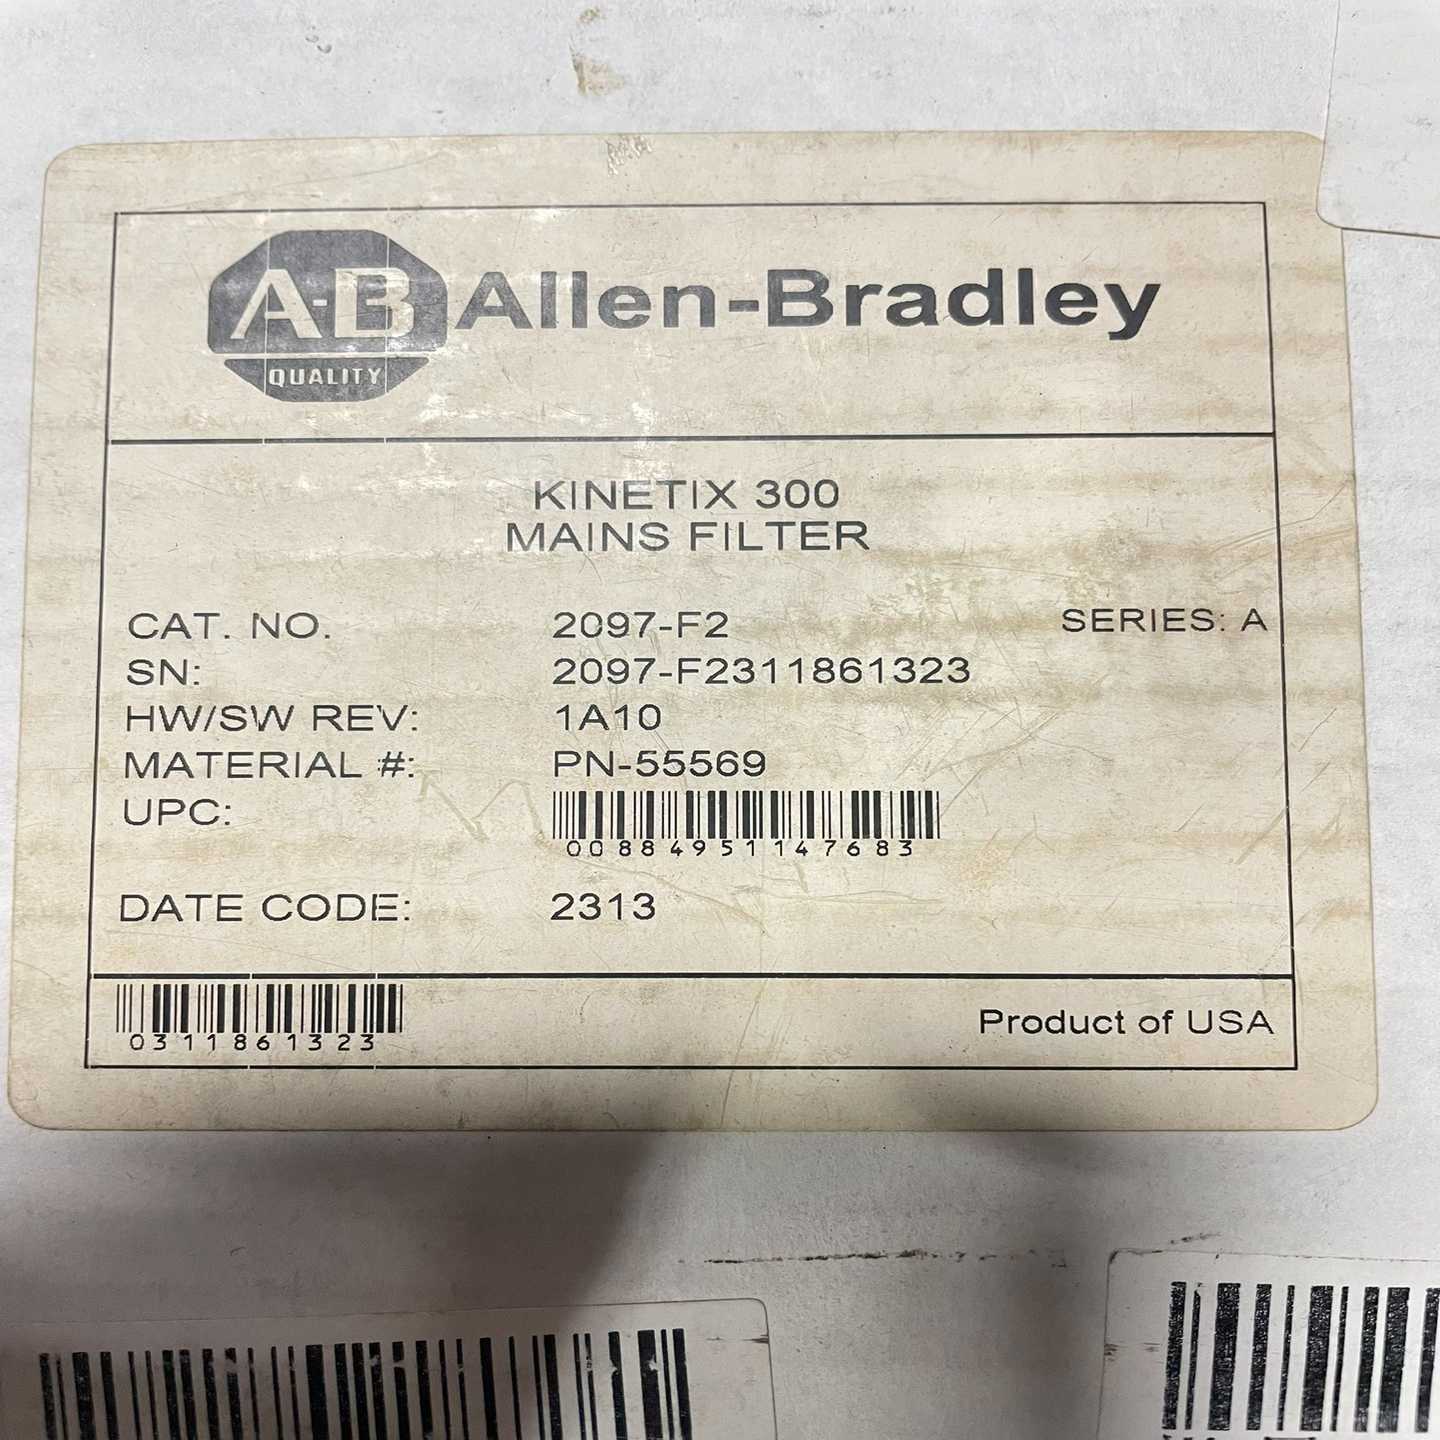 A-B Allen-Bradley
QUALITY
KINETIX 300
MAINS FILTER
CAT. NO. 2097-F2 SERIES: A
SN: 2097-F2311861323
HW/SW REV: 1A10
MATERIAL #: PN-55569
UPC:
00884951147683
DATE CODE: 2313
0311861323
Product of USA